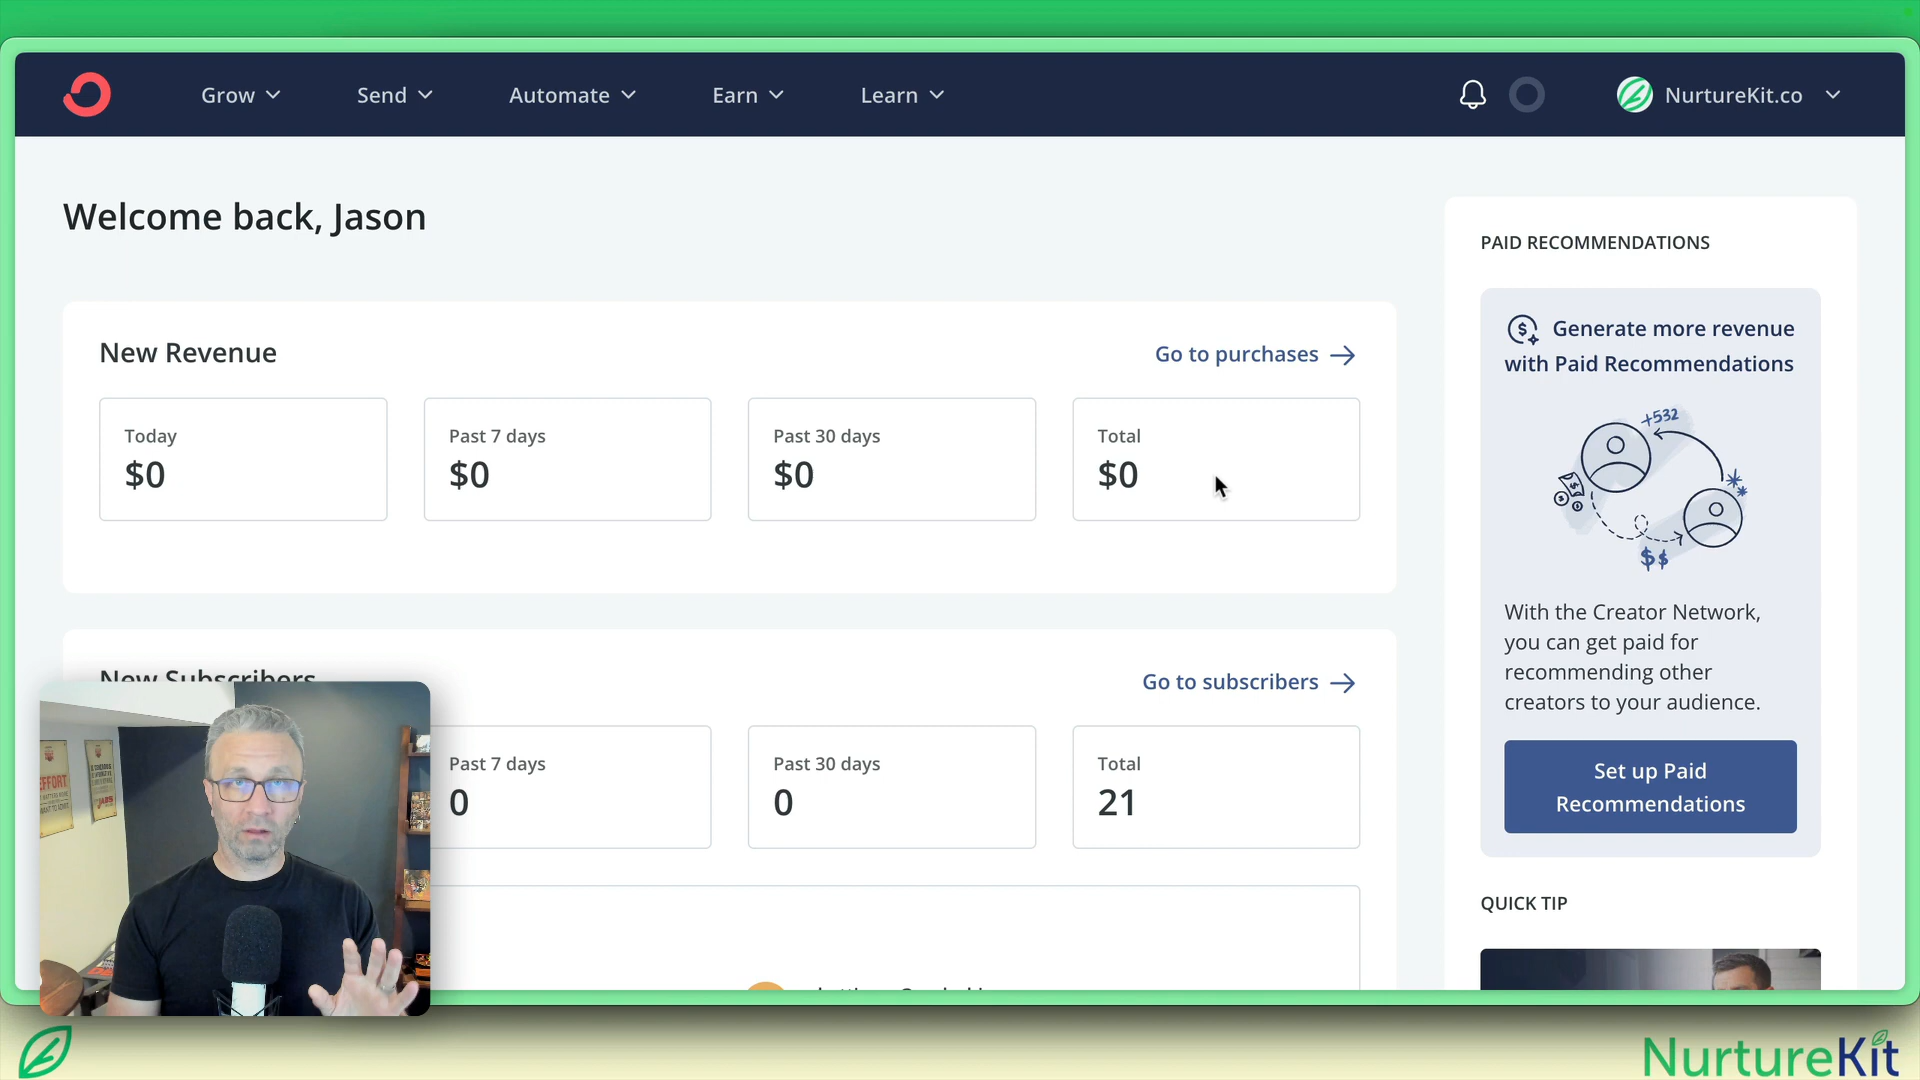 Grow
Send
Automate
Earn
Learn
NurtureKit.co
Welcome back, Jason
New Revenue
Go to purchases
Today
$0
Past 7 days
$0
Past 30 days
$0
Total
$0
New Subscribers
Go to subscribers
Past 7 days
0
Past 30 days
0
Total
21
PAID RECOMMENDATIONS
Generate more revenue
with Paid Recommendations
+532
$$
With the Creator Network,
you can get paid for
recommending other
creators to your audience.
Set up Paid
Recommendations
QUICK TIP
EFFORT
NurtureKit